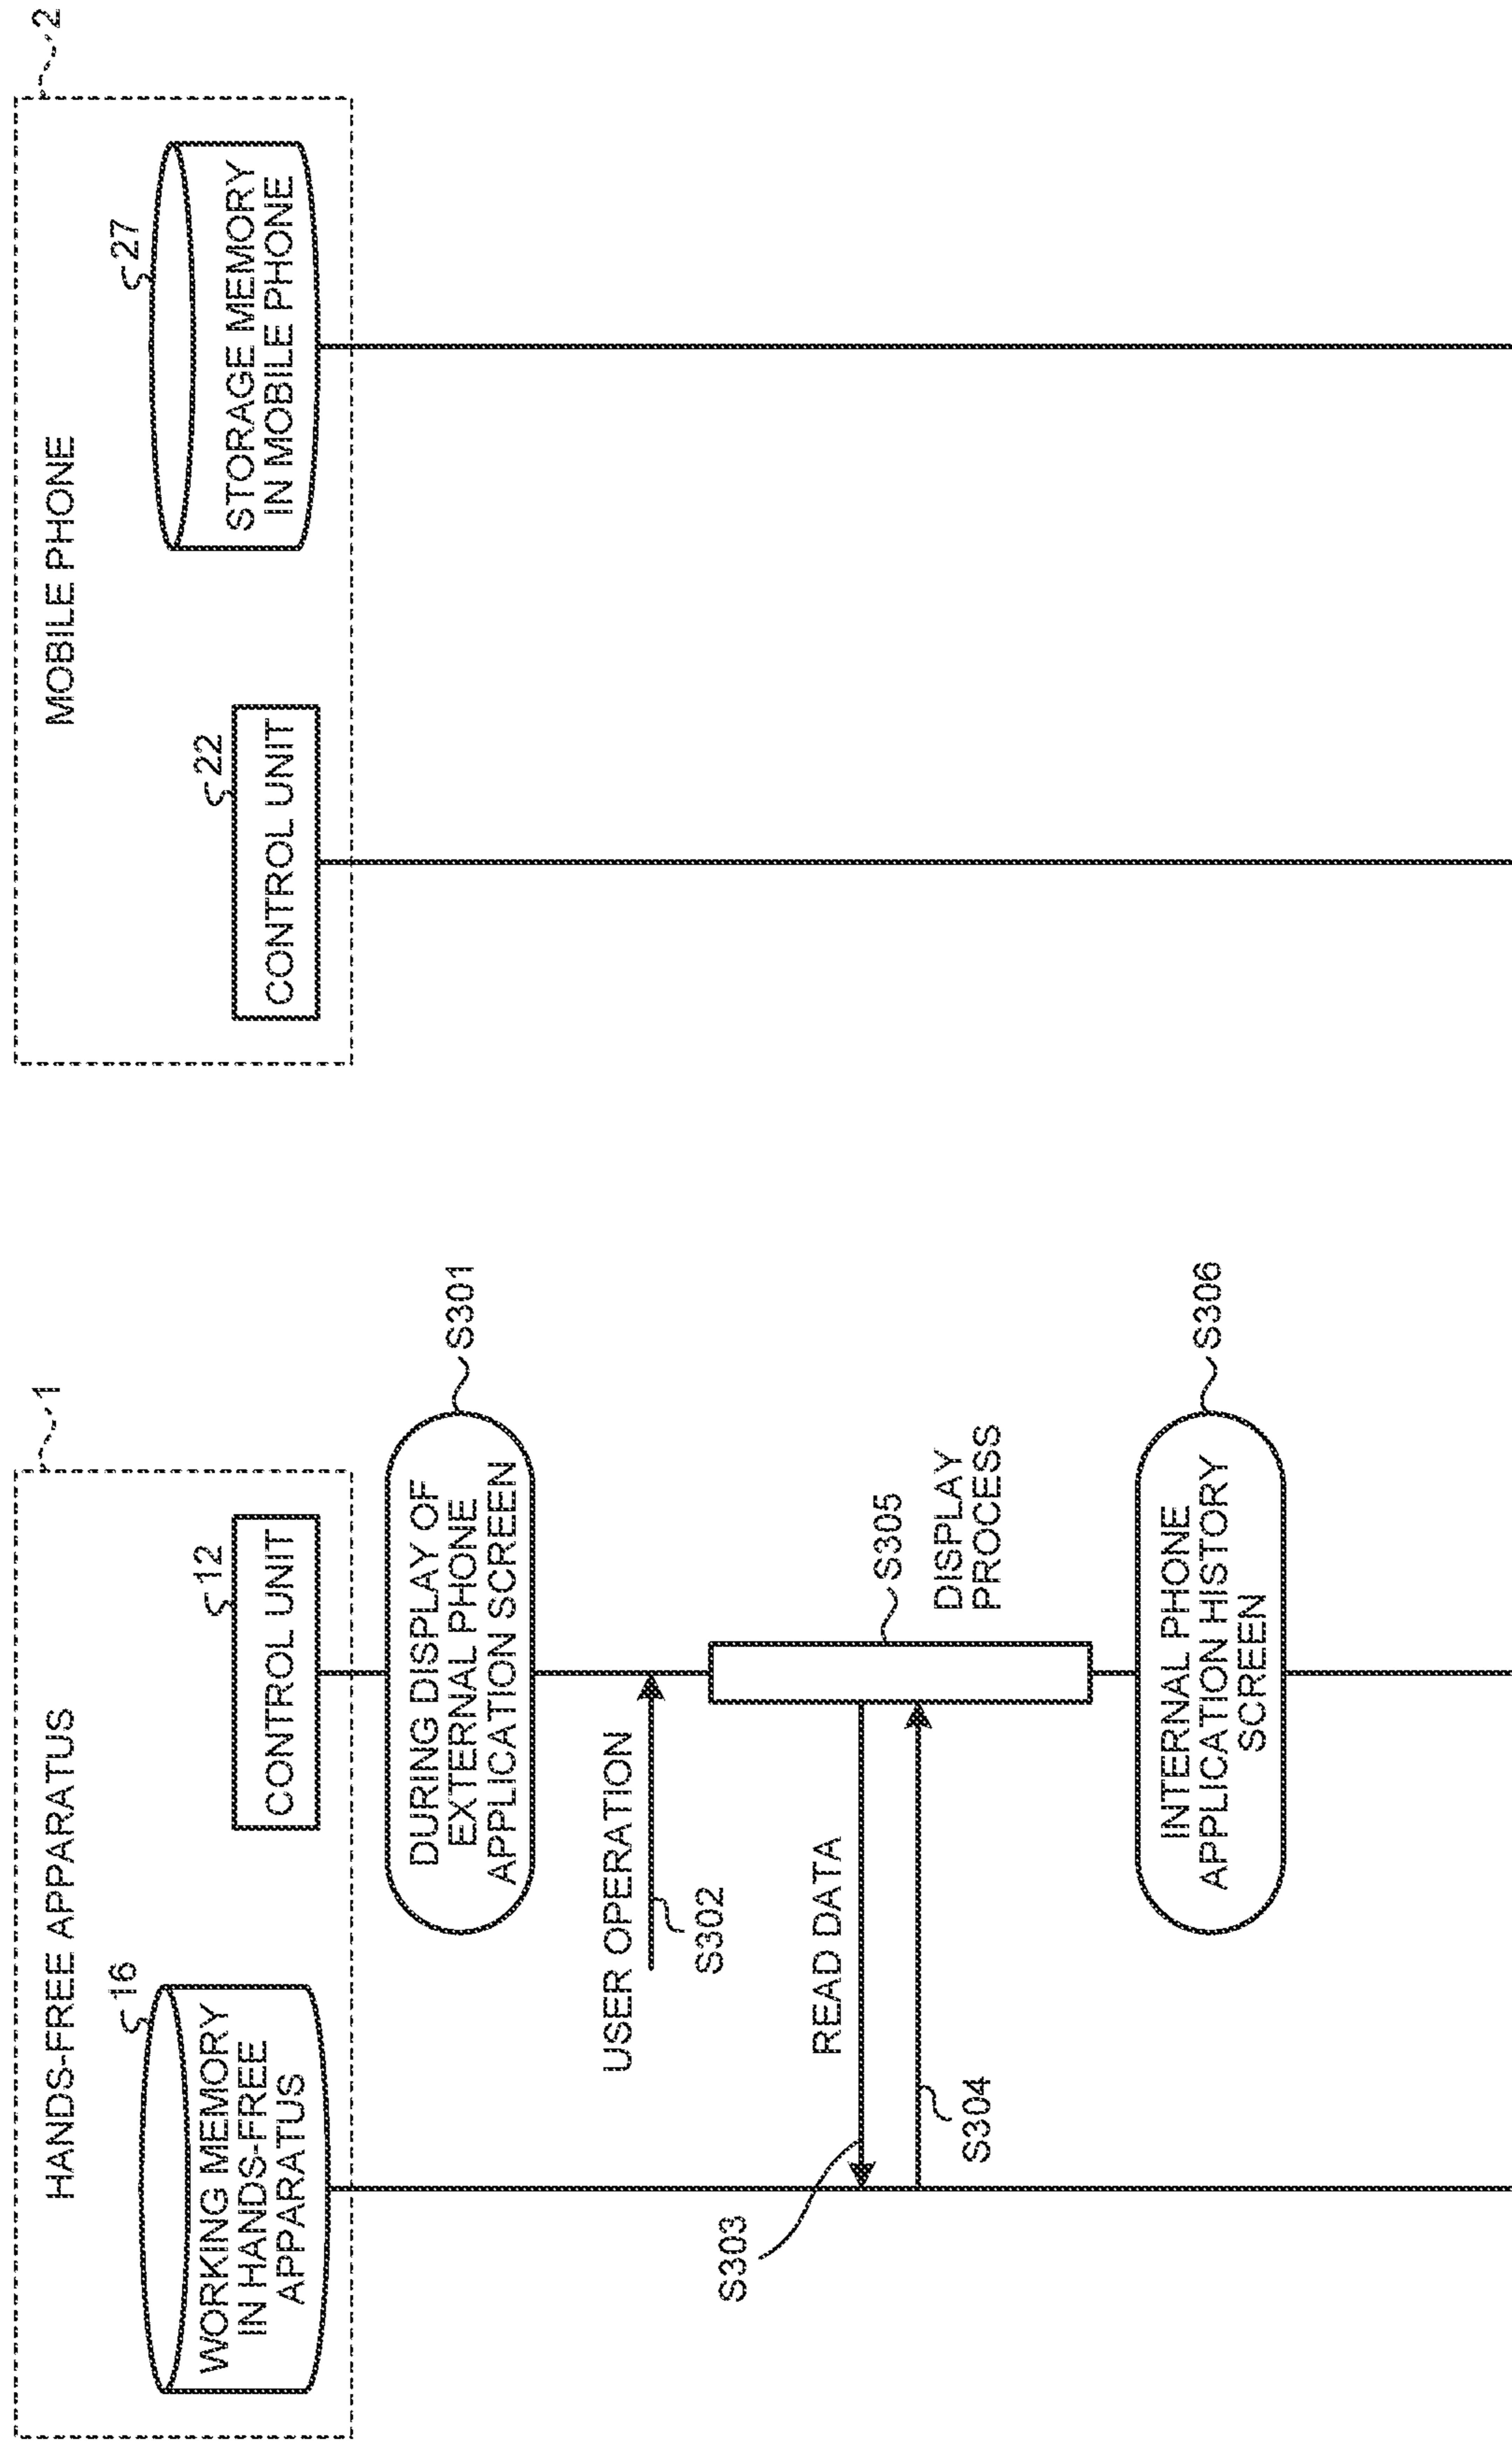 HANDS-FREE APPARATUS
1
16
WORKING MEMORY
IN HANDS-FREE
APPARATUS
12
CONTROL UNIT
MOBILE PHONE
2
22
CONTROL UNIT
27
STORAGE MEMORY
IN MOBILE PHONE
DURING DISPLAY OF
EXTERNAL PHONE
APPLICATION SCREEN
S301
USER OPERATION
S302
S303
READ DATA
S304
S305
DISPLAY
PROCESS
INTERNAL PHONE
APPLICATION HISTORY
SCREEN
S306